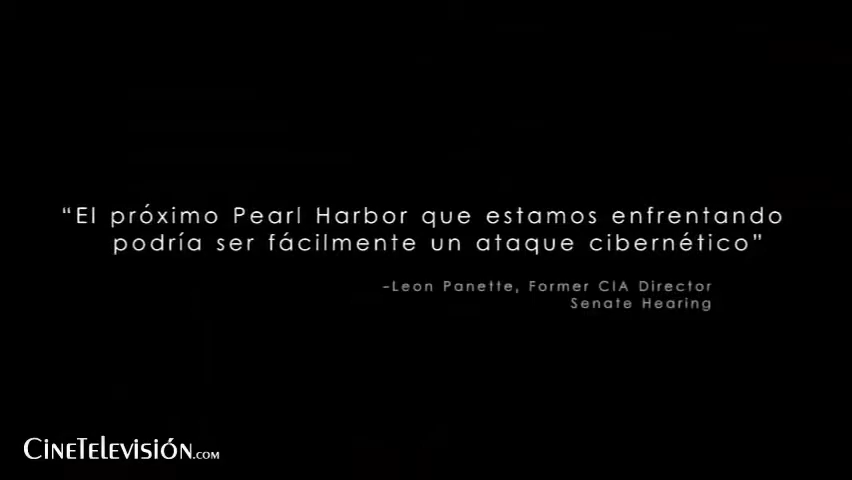 “El próximo Pearl Harbor que estamos enfrentando
podría ser fácilmente un ataque cibernético”
–Leon Panette, Former CIA Director
Senate Hearing
CINETELEVISIÓN.COM